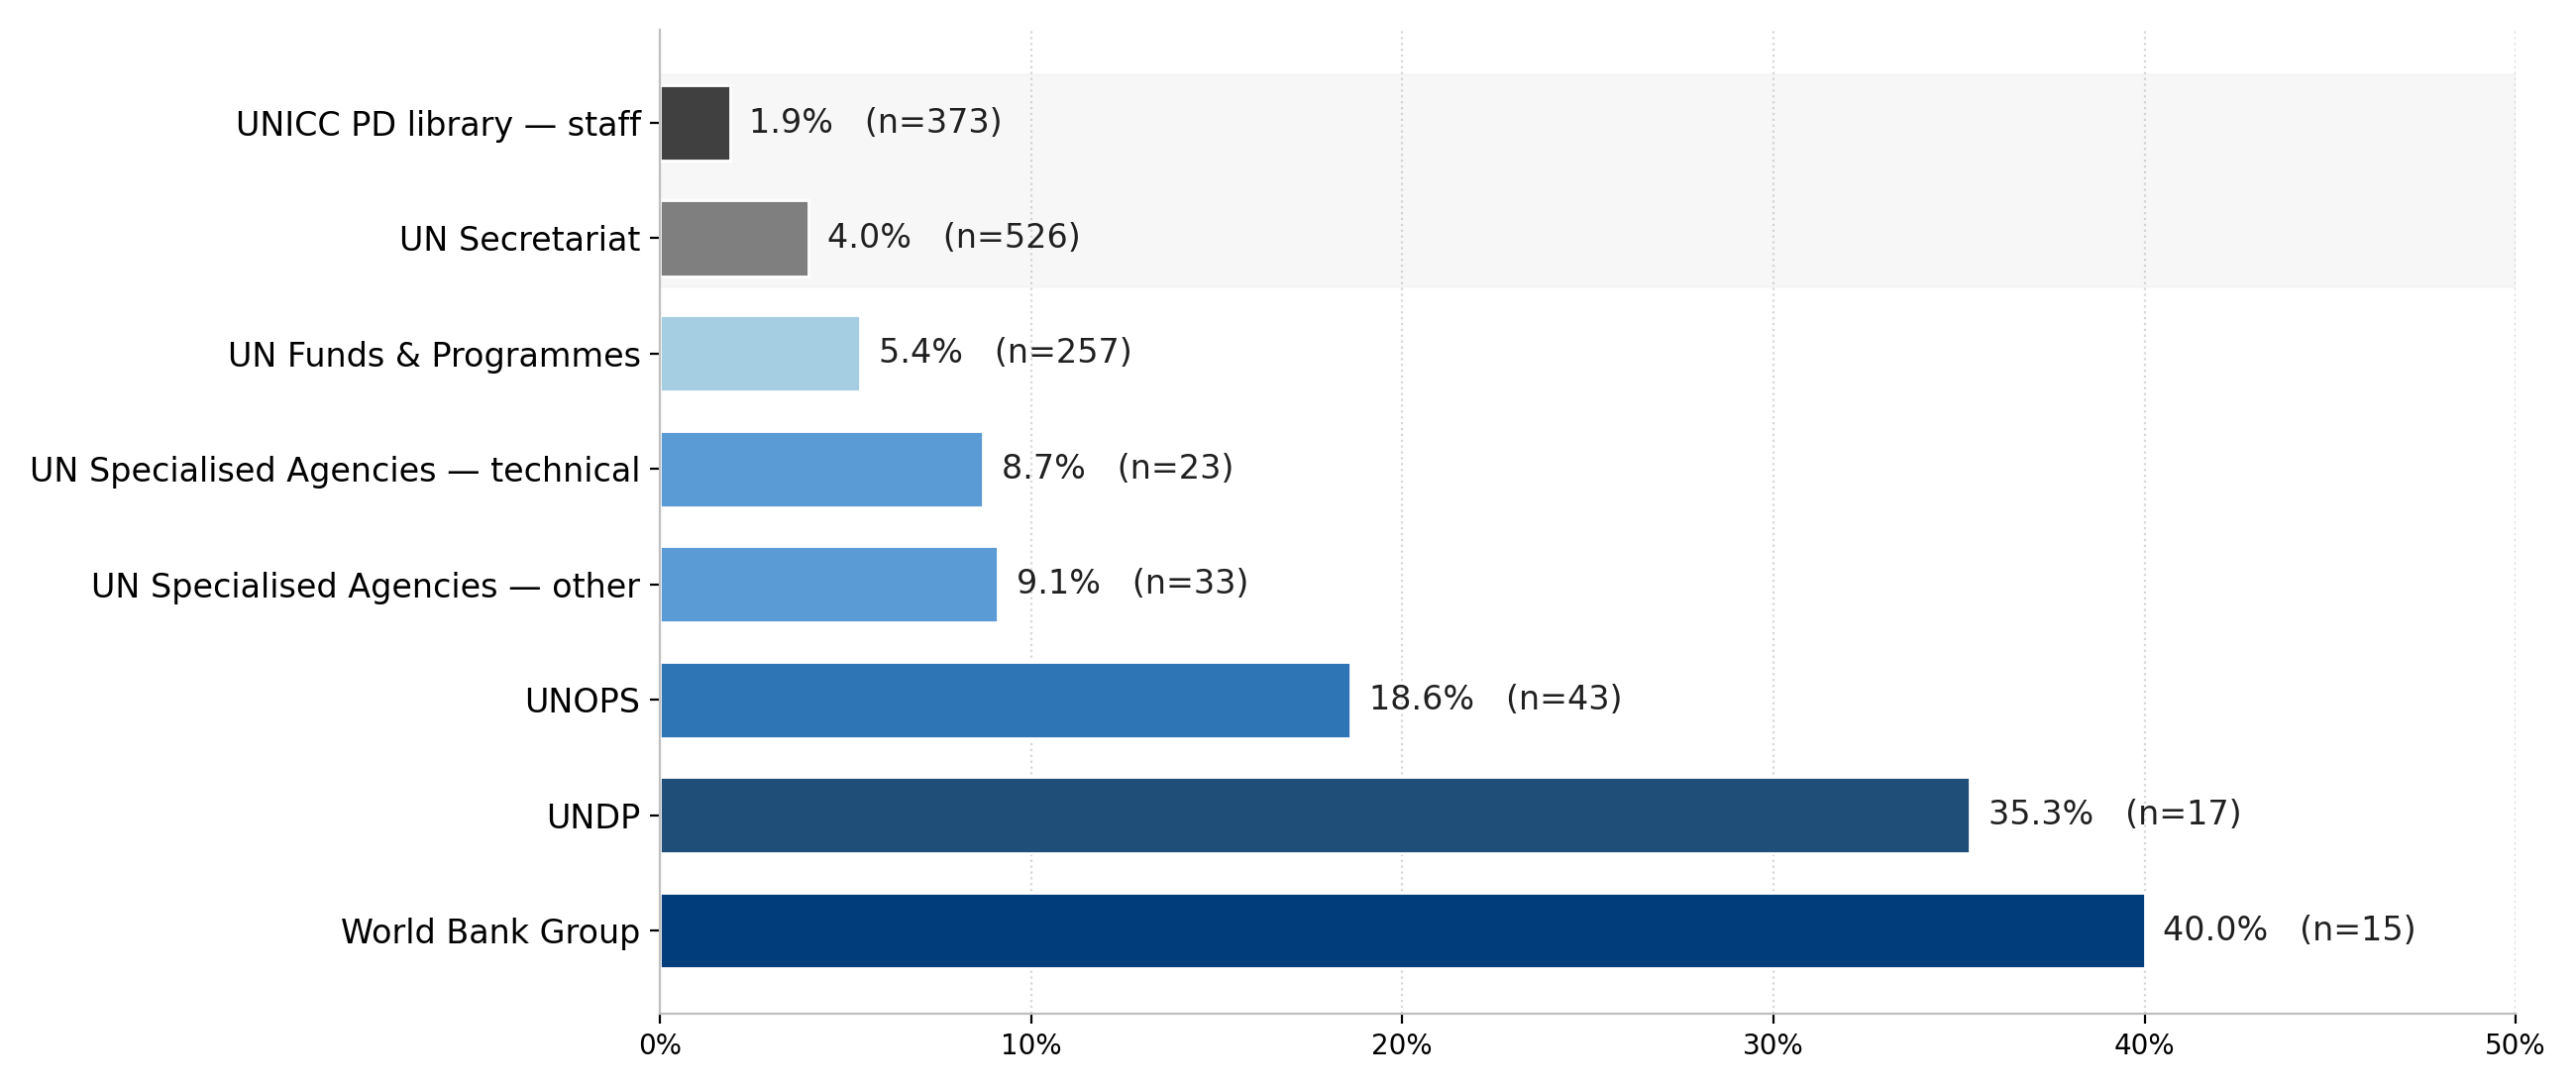 UNICC PD library — staff 1.9% (n=373)
UN Secretariat 4.0% (n=526)
UN Funds & Programmes 5.4% (n=257)
UN Specialised Agencies — technical 8.7% (n=23)
UN Specialised Agencies — other 9.1% (n=33)
UNOPS 18.6% (n=43)
UNDP 35.3% (n=17)
World Bank Group 40.0% (n=15)
0% 10% 20% 30% 40% 50%